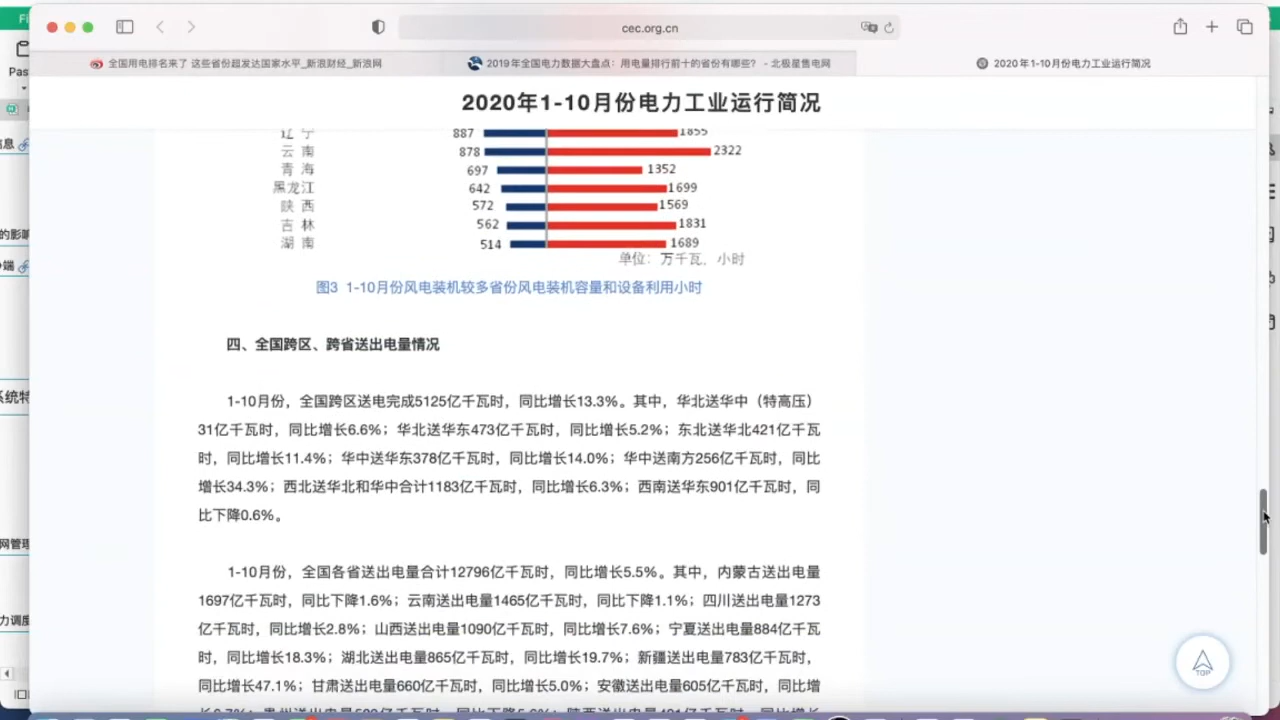 Fi
cec.org.cn
Pas
全国用电排名来了 这些省份超发达国家水平_新浪财经_新浪网
2019年全国电力数据大盘点：用电量排行前十的省份有哪些？ - 北极星售电网
2020年1-10月份电力工业运行简况
2020年1-10月份电力工业运行简况
辽 宁 887 1855
云 南 878 2322
青 海 697 1352
黑龙江 642 1699
陕 西 572 1569
吉 林 562 1831
湖 南 514 1689
单位：万千瓦，小时
图3 1-10月份风电装机较多省份风电装机容量和设备利用小时
四、全国跨区、跨省送出电量情况
1-10月份，全国跨区送电完成5125亿千瓦时，同比增长13.3%。其中，华北送华中（特高压）
31亿千瓦时，同比增长6.6%；华北送华东473亿千瓦时，同比增长5.2%；东北送华北421亿千瓦
时，同比增长11.4%；华中送华东378亿千瓦时，同比增长14.0%；华中送南方256亿千瓦时，同比
增长34.3%；西北送华北和华中合计1183亿千瓦时，同比增长6.3%；西南送华东901亿千瓦时，同
比下降0.6%。
1-10月份，全国各省送出电量合计12796亿千瓦时，同比增长5.5%。其中，内蒙古送出电量
1697亿千瓦时，同比下降1.6%；云南送出电量1465亿千瓦时，同比下降1.1%；四川送出电量1273
亿千瓦时，同比增长2.8%；山西送出电量1090亿千瓦时，同比增长7.6%；宁夏送出电量884亿千瓦
时，同比增长18.3%；湖北送出电量865亿千瓦时，同比增长19.7%；新疆送出电量783亿千瓦时，
同比增长47.1%；甘肃送出电量660亿千瓦时，同比增长5.0%；安徽送出电量605亿千瓦时，同比增
息
的影响
端
系统特
网管理
力调度
TOP